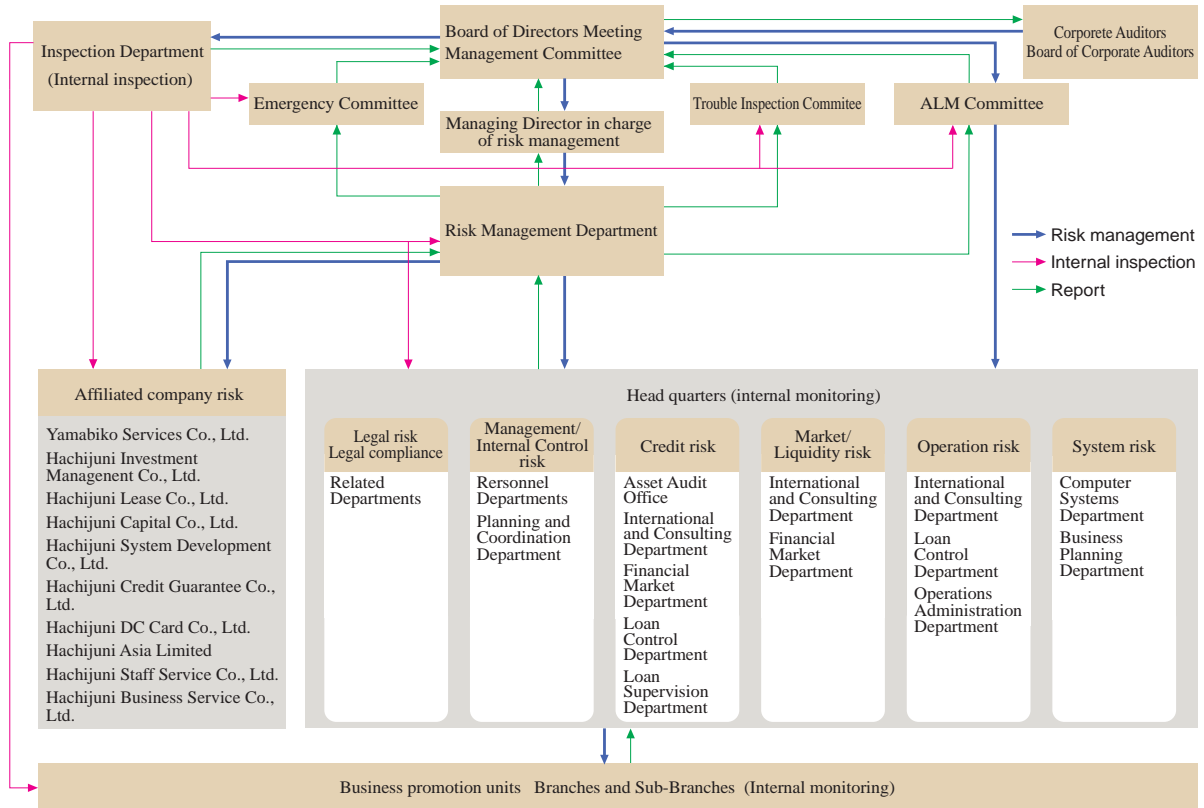 Inspection Department
(Internal inspection)
Board of Directors Meeting
Management Committee
Corporete Auditors
Board of Corporate Auditors
Emergency Committee
Trouble Inspection Commitee
ALM Committee
Managing Director in charge
of risk management
Risk Management Department
Risk management
Internal inspection
Report
Affiliated company risk
Yamabiko Services Co., Ltd.
Hachijuni Investment
Managenent Co., Ltd.
Hachijuni Lease Co., Ltd.
Hachijuni Capital Co., Ltd.
Hachijuni System Development
Co., Ltd.
Hachijuni Credit Guarantee Co.,
Ltd.
Hachijuni DC Card Co., Ltd.
Hachijuni Asia Limited
Hachijuni Staff Service Co., Ltd.
Hachijuni Business Service Co.,
Ltd.
Head quarters (internal monitoring)
Legal risk
Legal compliance
Related
Departments
Management/
Internal Control
risk
Rersonnel
Departments
Planning and
Coordination
Department
Credit risk
Asset Audit
Office
International
and Consulting
Department
Financial
Market
Department
Loan
Control
Department
Loan
Supervision
Department
Market/
Liquidity risk
International
and Consulting
Department
Financial
Market
Department
Operation risk
International
and Consulting
Department
Loan
Control
Department
Operations
Administration
Department
System risk
Computer
Systems
Department
Business
Planning
Department
Business promotion units Branches and Sub-Branches (Internal monitoring)